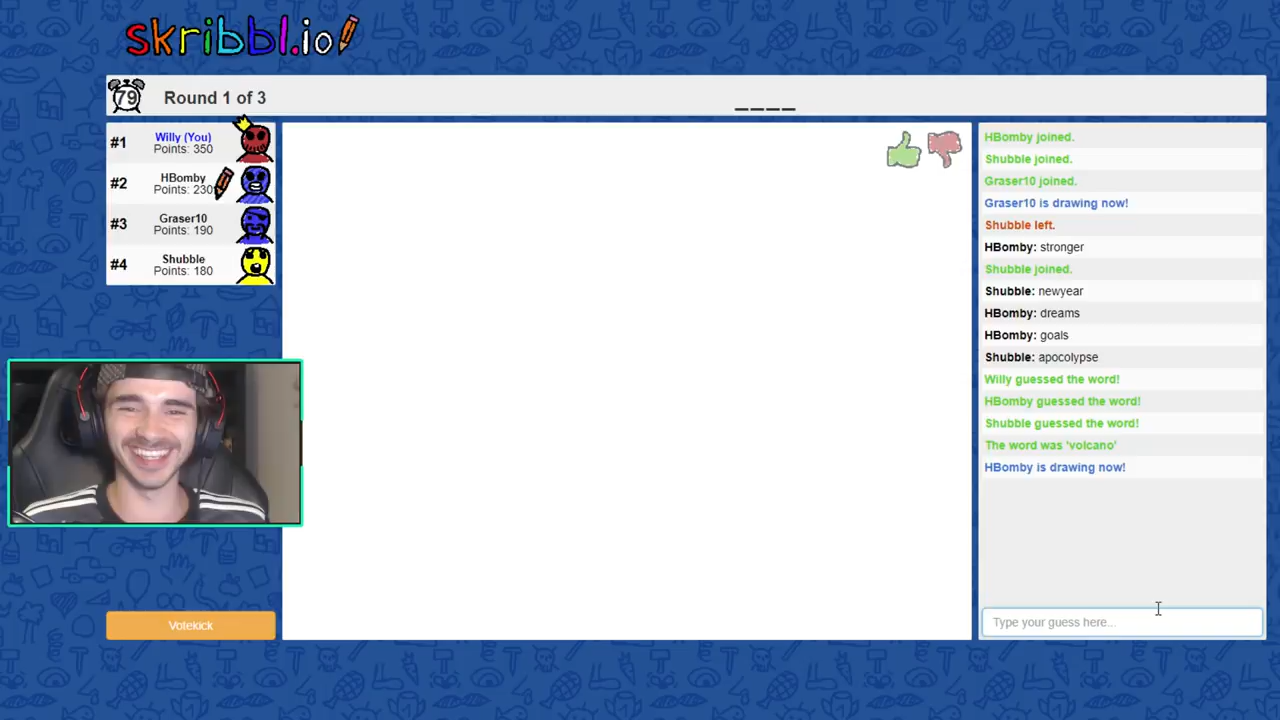 skribbl.io
79
Round 1 of 3
____
#1
Willy (You)
Points: 350
#2
HBomby
Points: 230
#3
Graser10
Points: 190
#4
Shubble
Points: 180
Votekick
HBomby joined.
Shubble joined.
Graser10 joined.
Graser10 is drawing now!
Shubble left.
HBomby: stronger
Shubble joined.
Shubble: newyear
HBomby: dreams
HBomby: goals
Shubble: apocolypse
Willy guessed the word!
HBomby guessed the word!
Shubble guessed the word!
The word was 'volcano'
HBomby is drawing now!
Type your guess here...